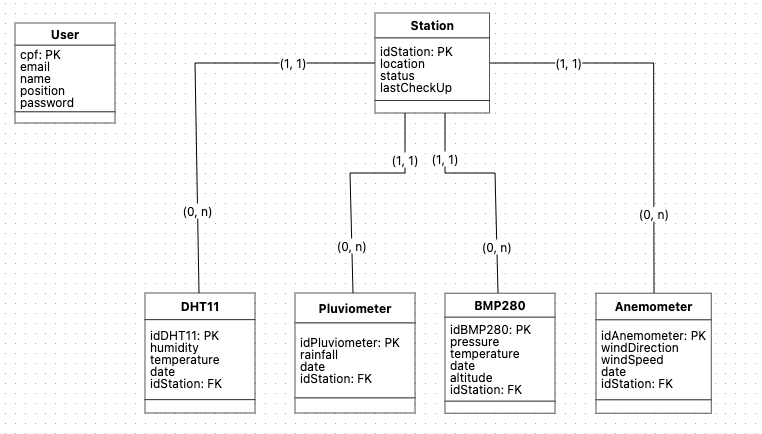 User
cpf: PK
email
name
position
password
Station
idStation: PK
location
status
lastCheckUp
(1, 1)
(1, 1)
(1, 1)
(1, 1)
(0, n)
(0, n)
(0, n)
(0, n)
DHT11
idDHT11: PK
humidity
temperature
date
idStation: FK
Pluviometer
idPluviometer: PK
rainfall
date
idStation: FK
BMP280
idBMP280: PK
pressure
temperature
date
altitude
idStation: FK
Anemometer
idAnemometer: PK
windDirection
windSpeed
date
idStation: FK